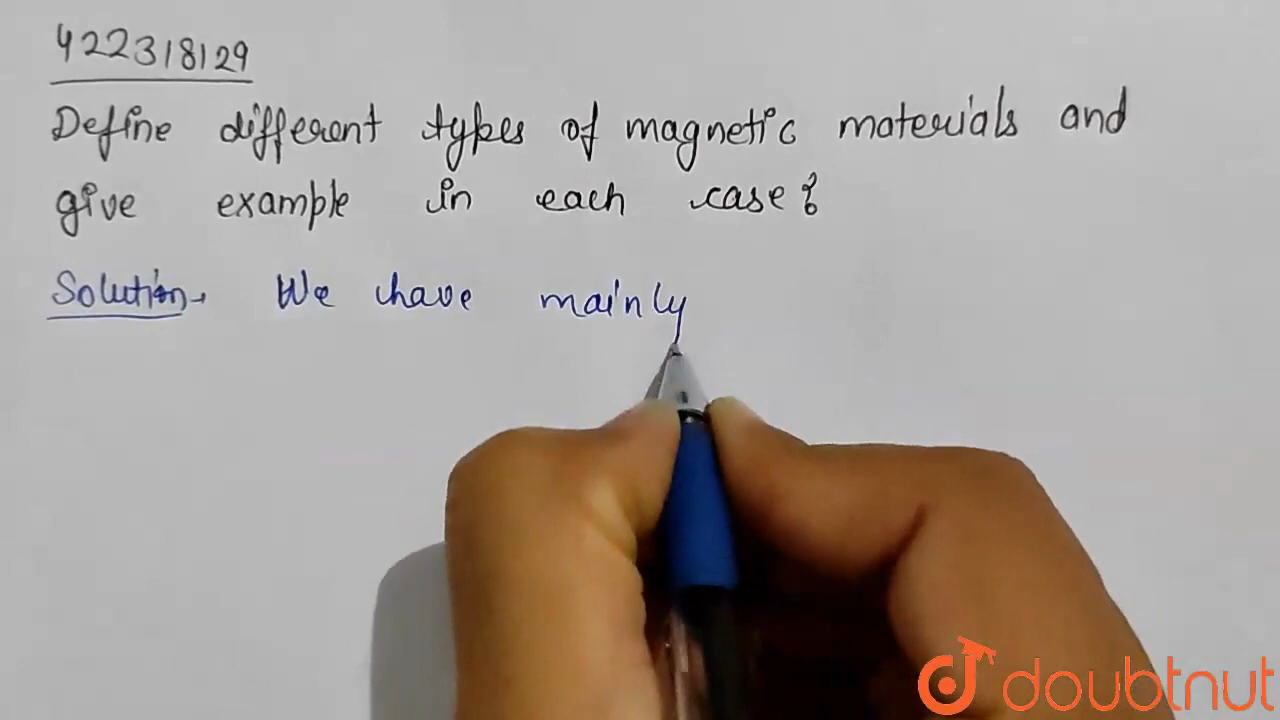 422318129
Define different types of magnetic materials and
give example in each case?
Solution. We have mainly
doubtnut